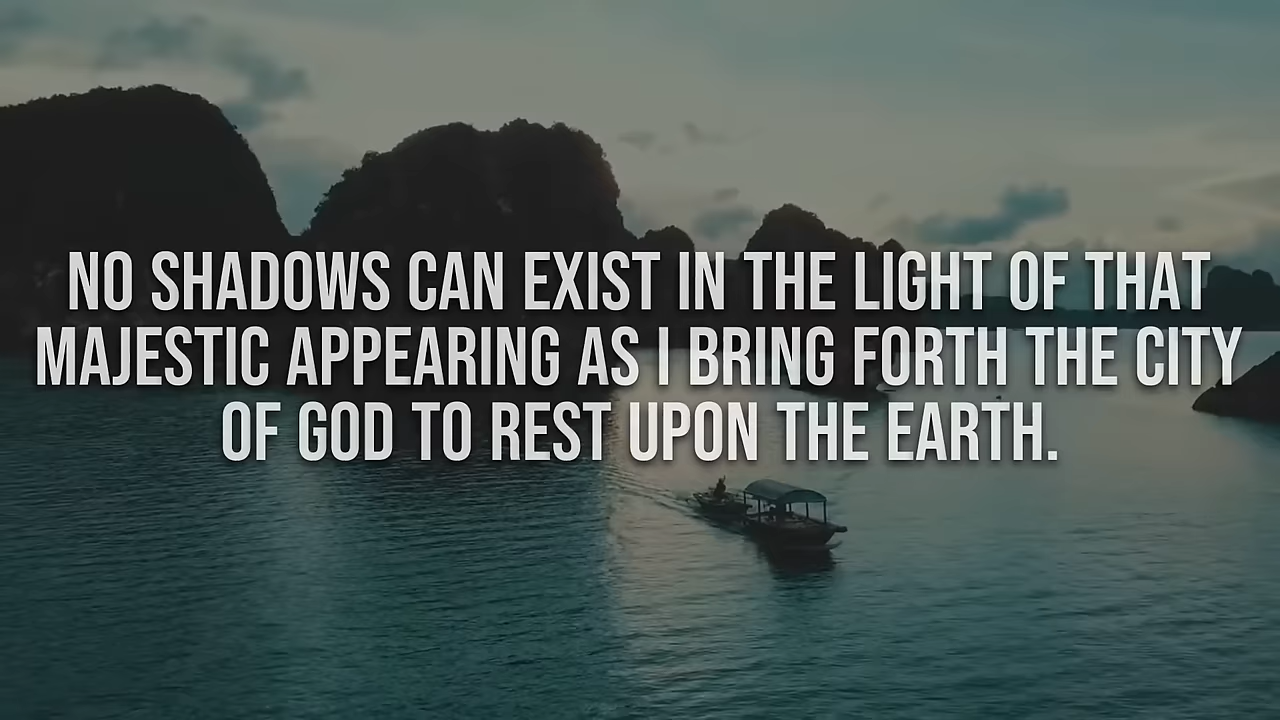 NO SHADOWS CAN EXIST IN THE LIGHT OF THAT
MAJESTIC APPEARING AS I BRING FORTH THE CITY
OF GOD TO REST UPON THE EARTH.